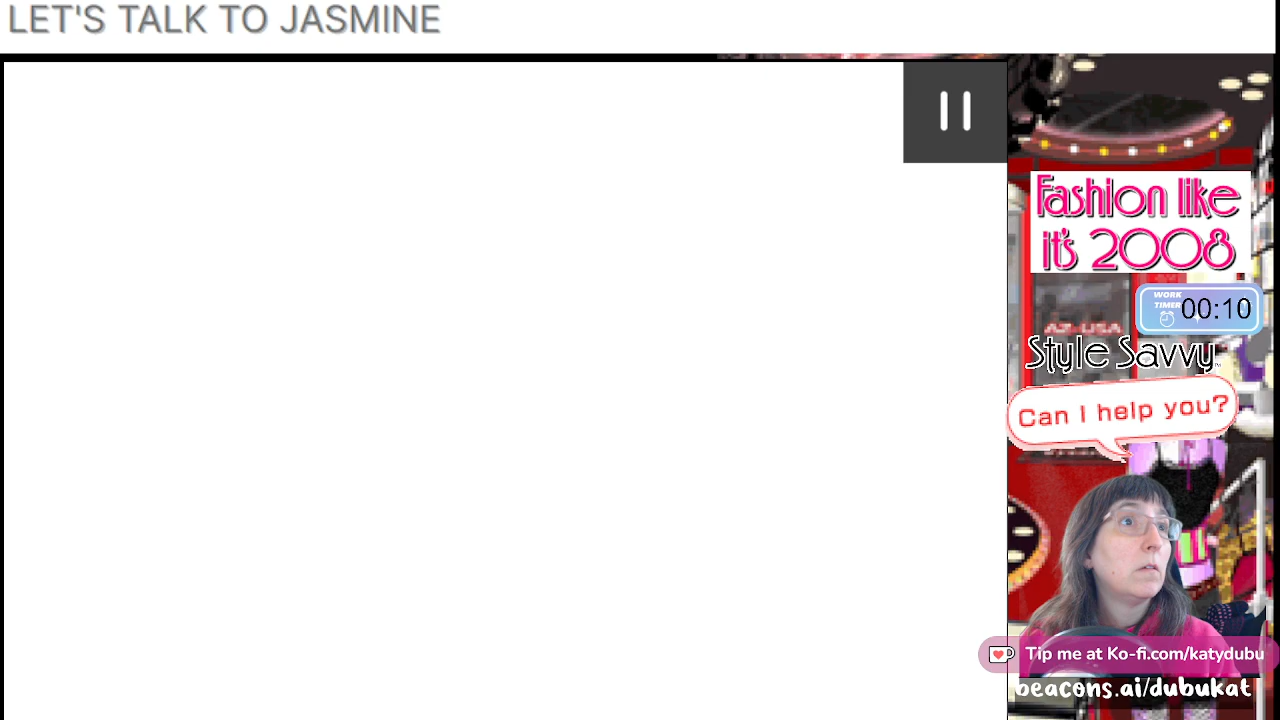 LET'S TALK TO JASMINE
Fashion like
it's 2008
WORK
TIMER
00:10
Style Savvy
Can I help you?
Tip me at Ko-fi.com/katydubu
beacons.ai/dubukat